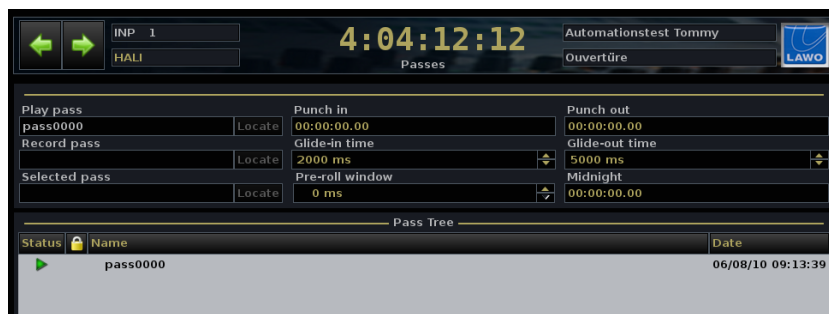 INP 1
HALI
4:04:12:12
Passes
Automationstest Tommy
Ouvertüre
LAWO
Play pass
Punch in
Punch out
pass0000 Locate 00:00:00.00 00:00:00.00
Record pass
Glide-in time
Glide-out time
Locate 2000 ms 5000 ms
Selected pass
Pre-roll window
Midnight
Locate 0 ms 00:00:00.00
Pass Tree
Status Name Date
pass0000 06/08/10 09:13:39